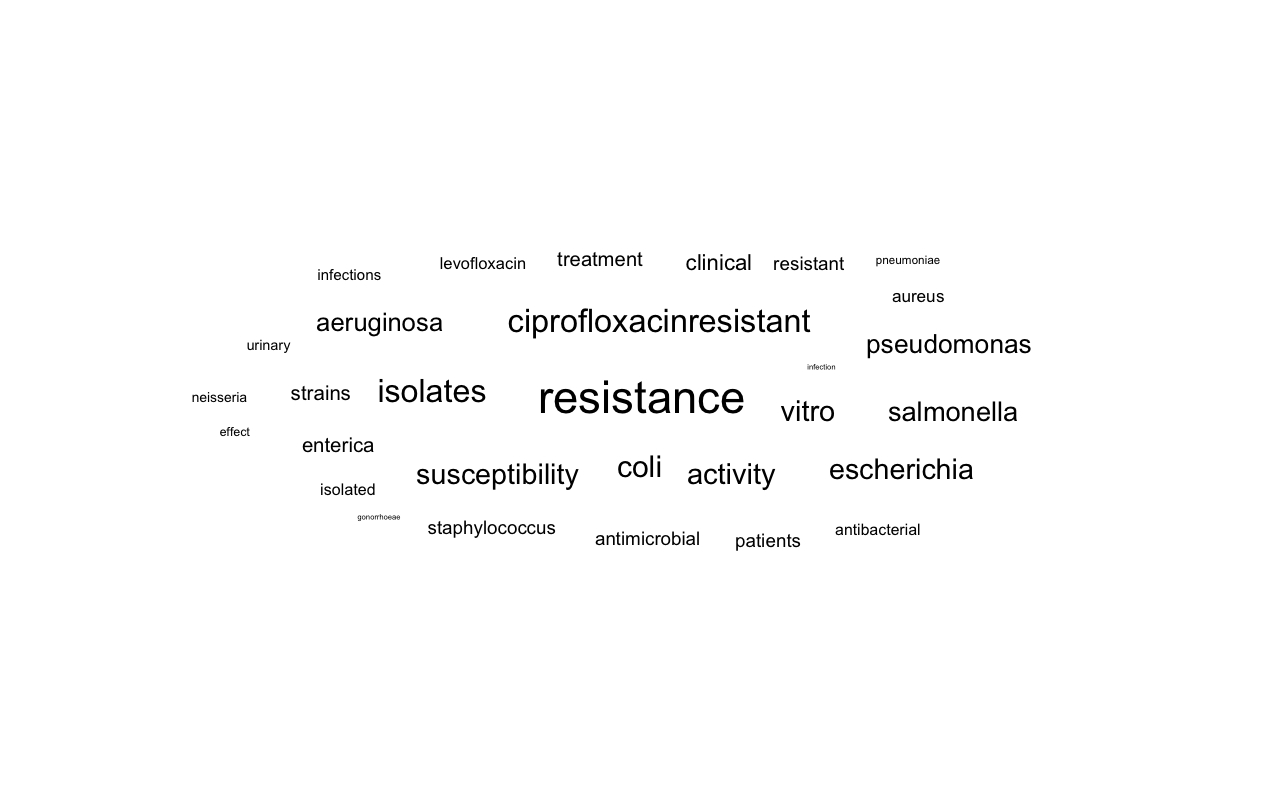 infections levofloxacin treatment clinical resistant pneumoniae
aureus
aeruginosa ciprofloxacinresistant
urinary pseudomonas
infection
neisseria strains isolates resistance vitro salmonella
effect
enterica
susceptibility coli activity escherichia
isolated
gonorrhoeae
staphylococcus antimicrobial patients antibacterial